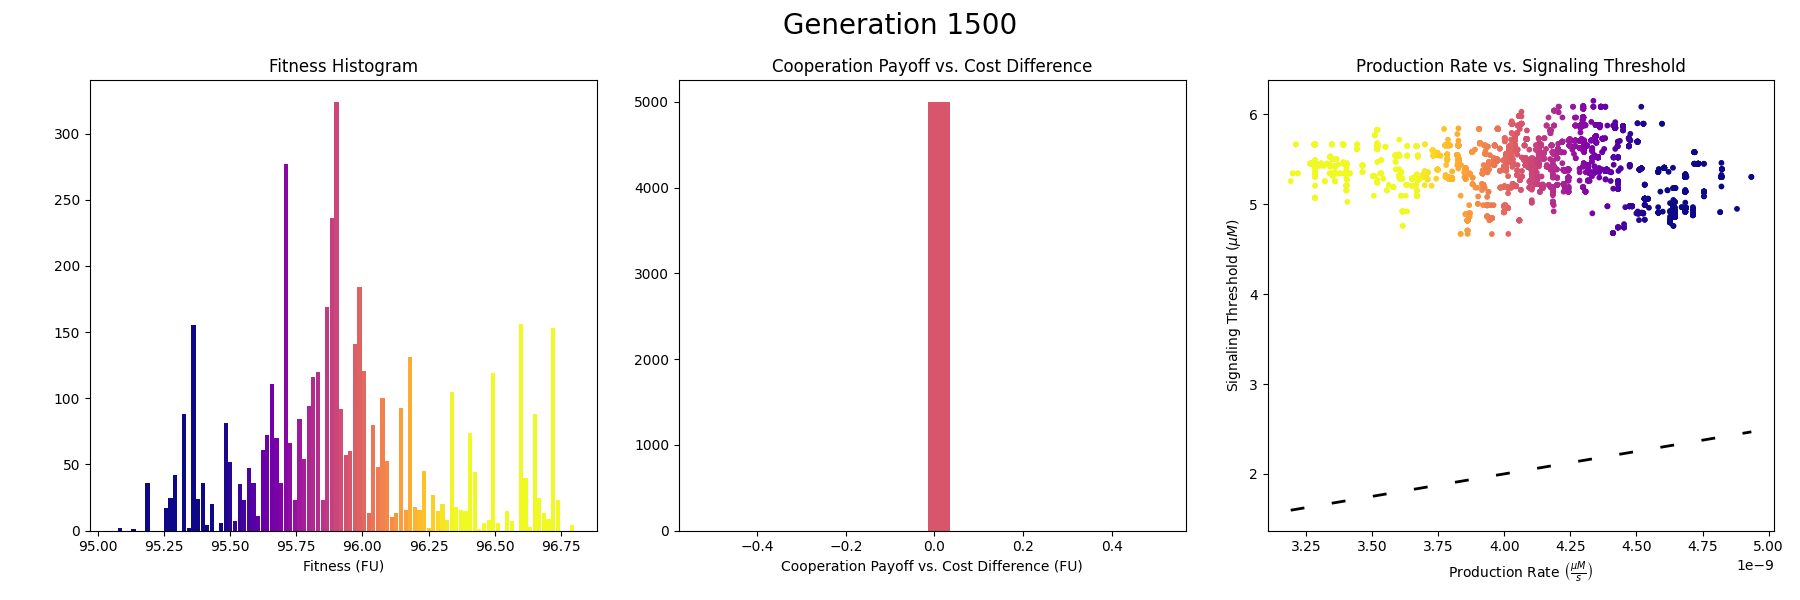 Generation 1500
Fitness Histogram
300
250
200
150
100
50
0
95.00 95.25 95.50 95.75 96.00 96.25 96.50 96.75
Fitness (FU)
Cooperation Payoff vs. Cost Difference
5000
4000
3000
2000
1000
0
−0.4 −0.2 0.0 0.2 0.4
Cooperation Payoff vs. Cost Difference (FU)
Production Rate vs. Signaling Threshold
Signaling Threshold (μM)
6
5
4
3
2
3.25 3.50 3.75 4.00 4.25 4.50 4.75 5.00
1e−9
Production Rate (μM/s)